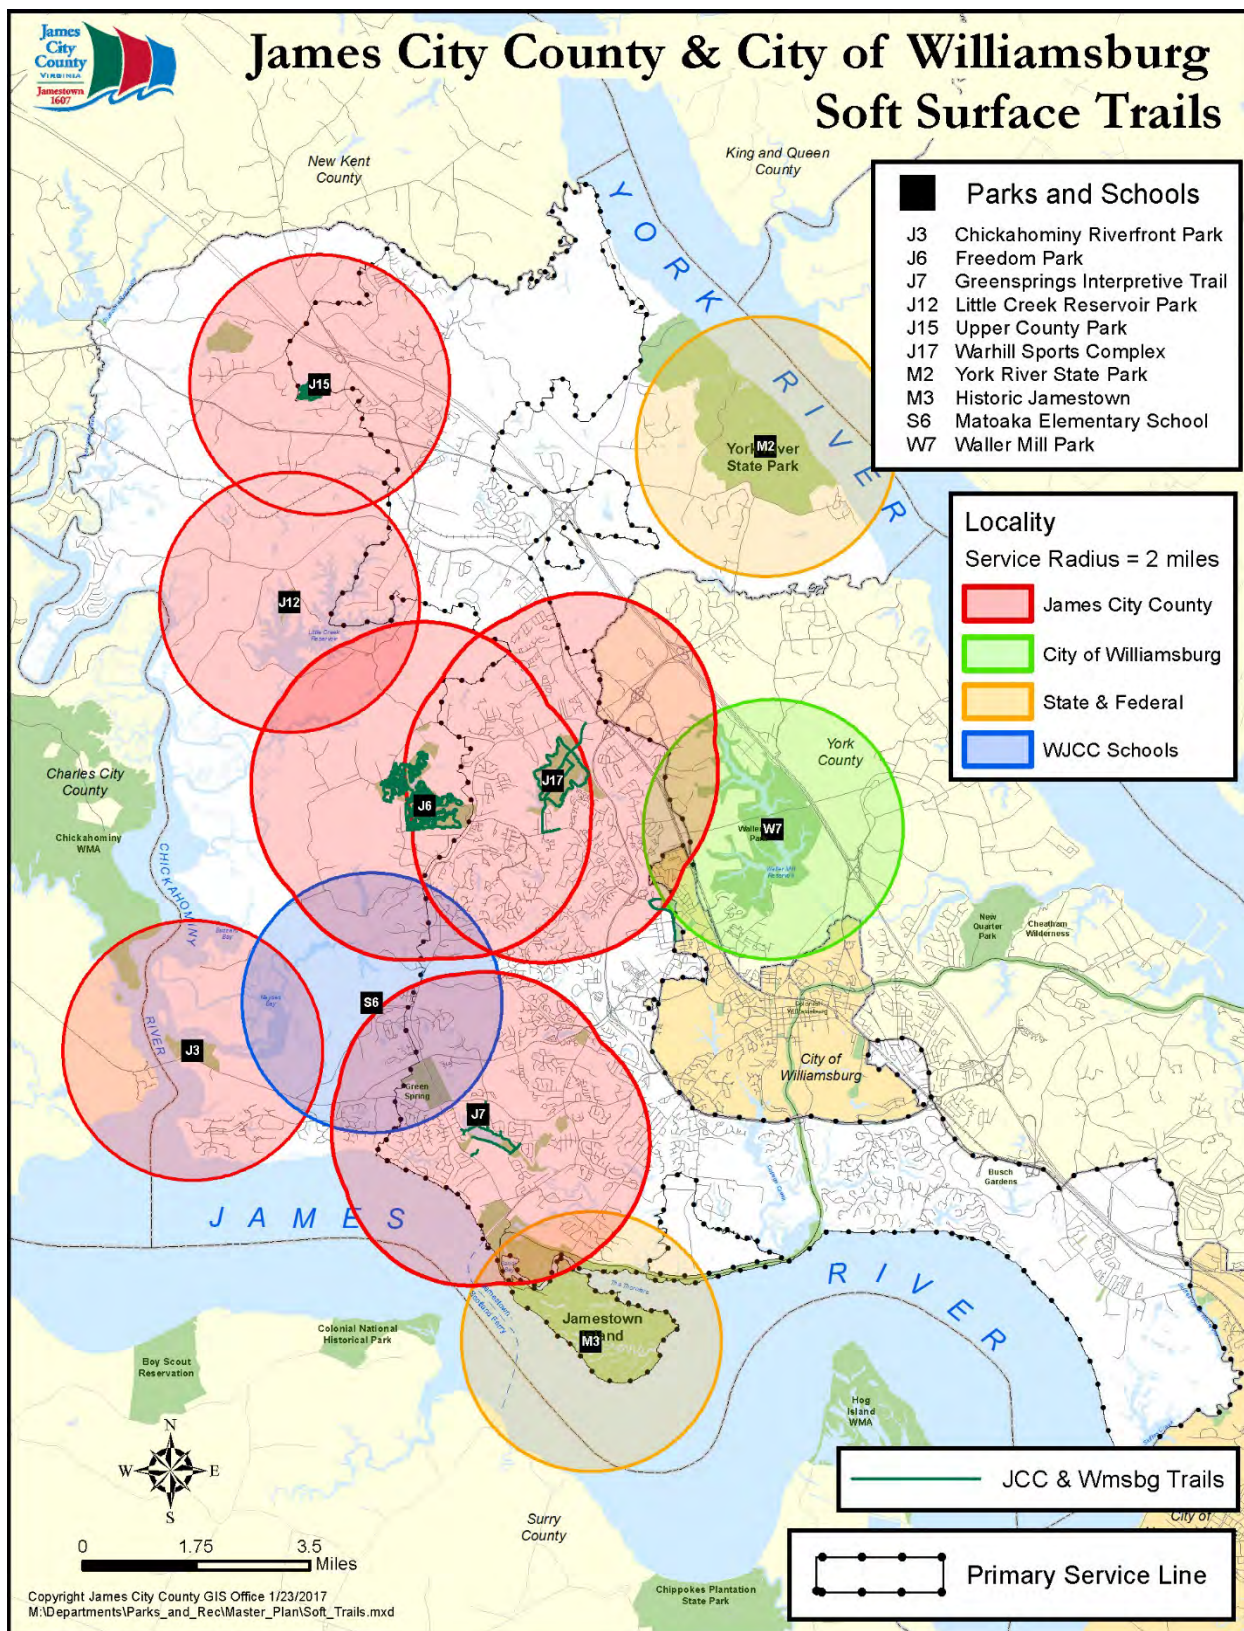 James
City
County
VIRGINIA
Jamestown
1607
James City County & City of Williamsburg
Soft Surface Trails
New Kent
County
King and Queen
County
YORK RIVER
Parks and Schools
J3 Chickahominy Riverfront Park
J6 Freedom Park
J7 Greensprings Interpretive Trail
J12 Little Creek Reservoir Park
J15 Upper County Park
J17 Warhill Sports Complex
M2 York River State Park
M3 Historic Jamestown
S6 Matoaka Elementary School
W7 Waller Mill Park
J15
York River
State Park
M2
Locality
Service Radius = 2 miles
James City County
City of Williamsburg
State & Federal
WJCC Schools
J12
Little Creek
Reservoir
Charles City
County
Chickahominy
WMA
CHICKAHOMINY
RIVER
J6
J17
York
County
W7
New
Quarter
Park
Cheatham
Wilderness
Colonial
Williamsburg
S6
J3
City of
Williamsburg
Green
Spring
J7
Busch
Gardens
JAMES
RIVER
Jamestown
M3
Colonial National
Historical Park
Boy Scout
Reservation
Hog
Island
WMA
N
W
E
S
Surry
County
JCC & Wmsbg Trails
City of
0 1.75 3.5
Miles
Primary Service Line
Chippokes Plantation
State Park
Copyright James City County GIS Office 1/23/2017
M:\Departments\Parks_and_Rec\Master_Plan\Soft_Trails.mxd